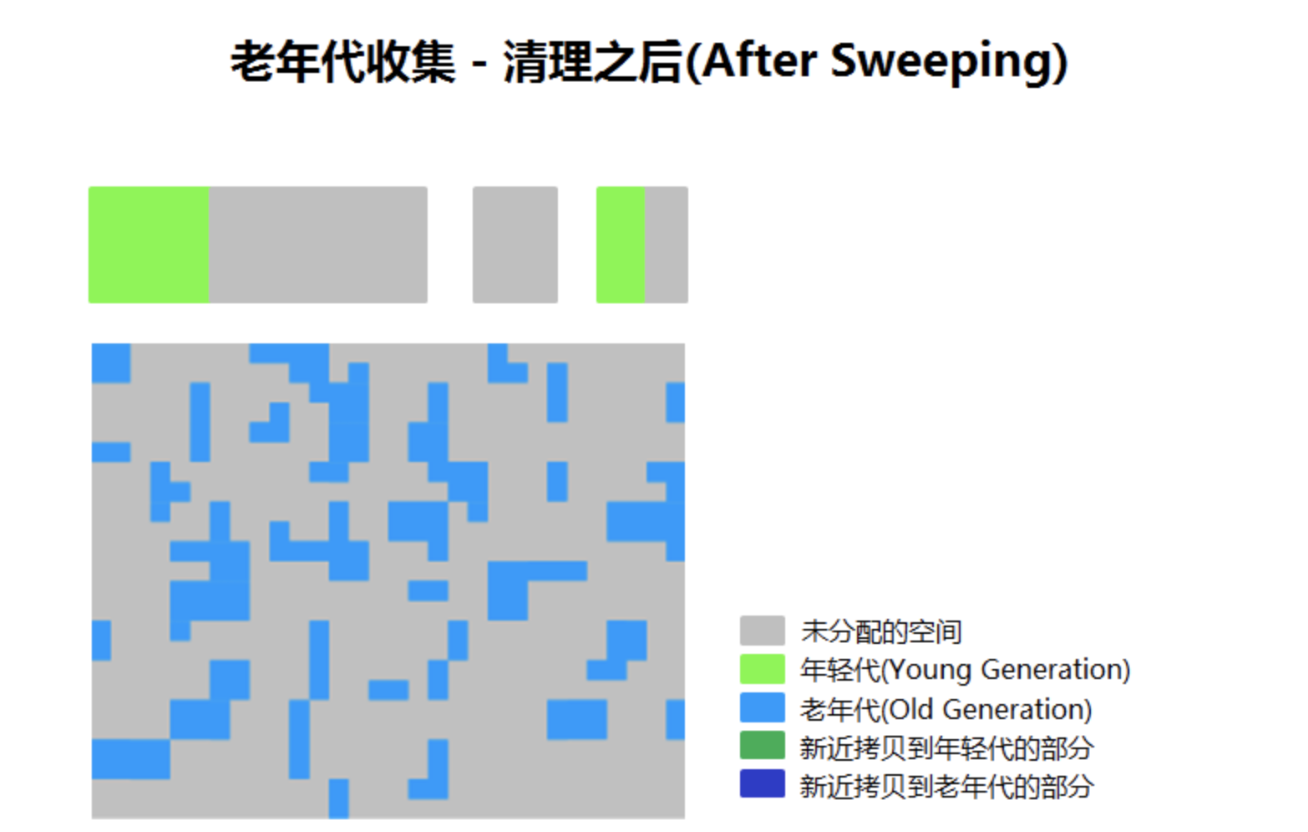 老年代收集 - 清理之后(After Sweeping)
未分配的空间
年轻代(Young Generation)
老年代(Old Generation)
新近拷贝到年轻代的部分
新近拷贝到老年代的部分